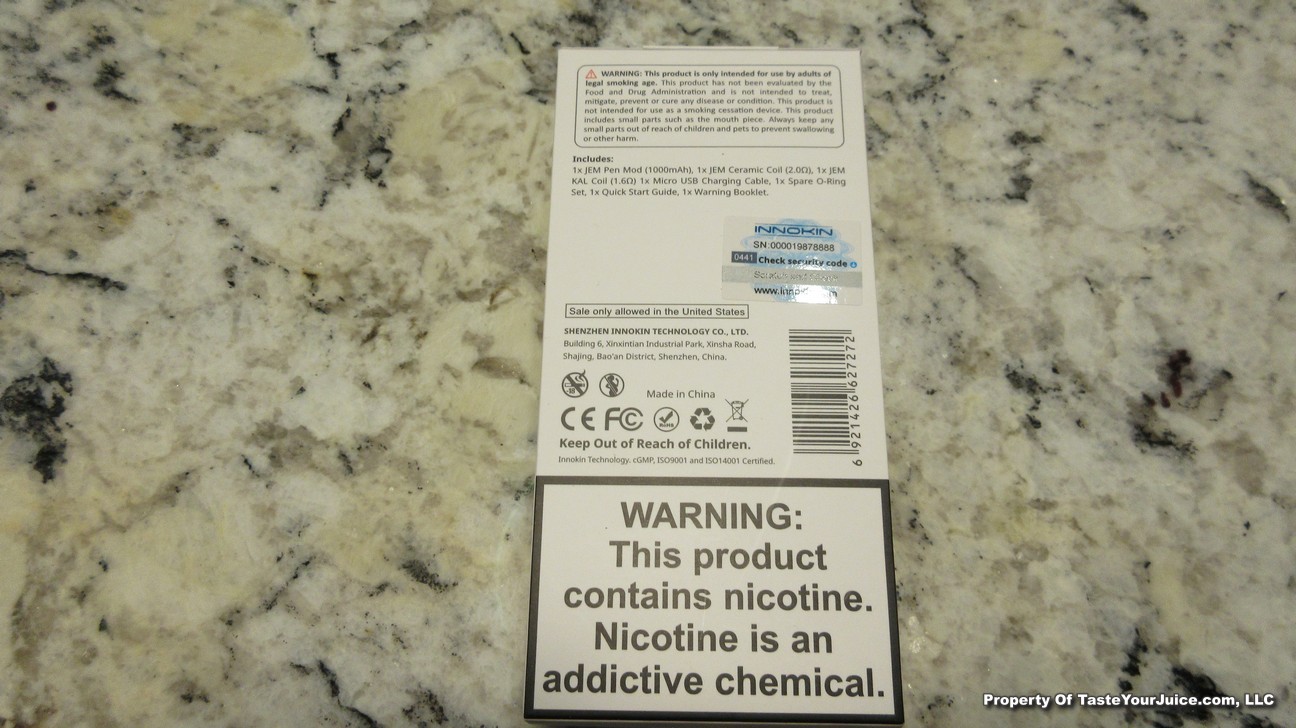 WARNING: This product is only intended for use by adults of
legal smoking age. This product has not been evaluated by the
Food and Drug Administration and is not intended to treat,
mitigate, prevent or cure any disease or condition. This product is
not intended for use as a smoking cessation device. This product
includes small parts such as the mouth piece. Always keep any
small parts out of reach of children and pets to prevent swallowing
or other harm.
Includes:
1x JEM Pen Mod (1000mAh), 1x JEM Ceramic Coil (2.0Ω), 1x JEM
KAL Coil (1.6Ω) 1x Micro USB Charging Cable, 1x Spare O-Ring
Set, 1x Quick Start Guide, 1x Warning Booklet.
INNOKIN
SN:000019878888
0441 Check security code
Scratch and
Sale only allowed in the United States
SHENZHEN INNOKIN TECHNOLOGY CO., LTD.
Building 6, Xinxintian Industrial Park, Xinsha Road,
Shajing, Bao'an District, Shenzhen, China.
-18
Made in China
CE FC RoHS
Keep Out of Reach of Children.
Innokin Technology. cGMP, ISO9001 and ISO14001 Certified.
6 921426 627272
WARNING:
This product
contains nicotine.
Nicotine is an
addictive chemical.
Property Of TasteYourJuice.com, LLC